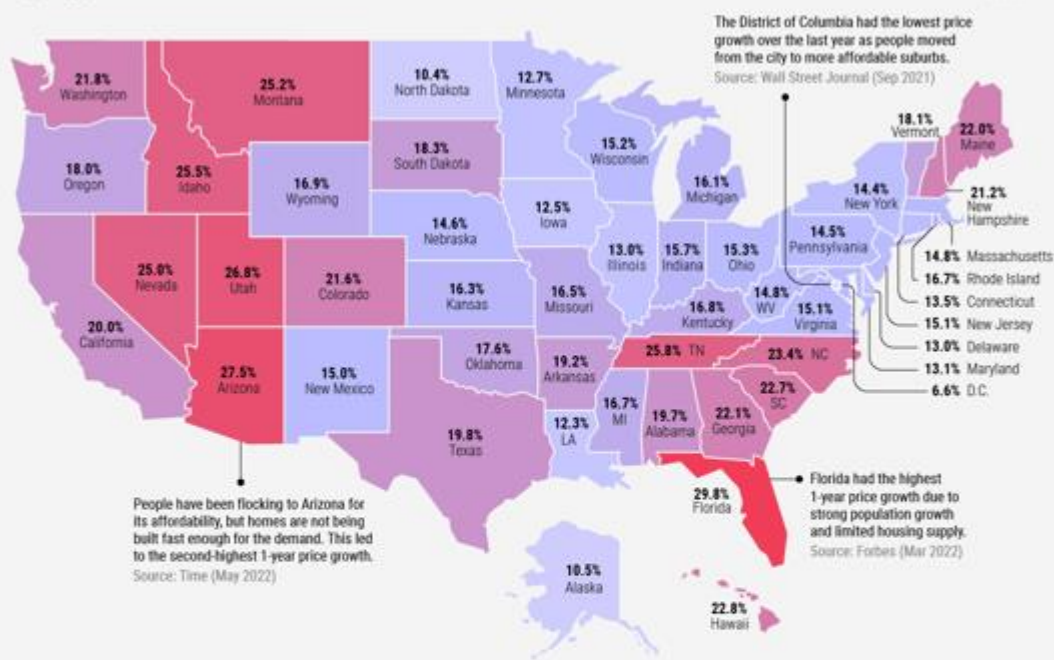 The District of Columbia had the lowest price
growth over the last year as people moved
from the city to more affordable suburbs.
Source: Wall Street Journal (Sep 2021)
21.8%
Washington
25.2%
Montana
10.4%
North Dakota
12.7%
Minnesota
18.1%
Vermont
22.0%
Maine
18.0%
Oregon
25.5%
Idaho
16.9%
Wyoming
18.3%
South Dakota
15.2%
Wisconsin
16.1%
Michigan
14.4%
New York
21.2%
New
Hampshire
14.6%
Nebraska
12.5%
Iowa
13.0%
Illinois
15.7%
Indiana
15.3%
Ohio
14.5%
Pennsylvania
14.8% Massachusetts
16.7% Rhode Island
13.5% Connecticut
15.1% New Jersey
13.0% Delaware
13.1% Maryland
6.6% D.C.
20.0%
California
25.0%
Nevada
26.8%
Utah
21.6%
Colorado
16.3%
Kansas
16.5%
Missouri
16.8%
Kentucky
14.8%
WV
15.1%
Virginia
27.5%
Arizona
15.0%
New Mexico
17.6%
Oklahoma
19.2%
Arkansas
25.8% TN
23.4% NC
22.7%
SC
19.8%
Texas
12.3%
LA
16.7%
MI
19.7%
Alabama
22.1%
Georgia
29.8%
Florida
People have been flocking to Arizona for
its affordability, but homes are not being
built fast enough for the demand. This led
to the second-highest 1-year price growth.
Source: Time (May 2022)
Florida had the highest
1-year price growth due to
strong population growth
and limited housing supply.
Source: Forbes (Mar 2022)
10.5%
Alaska
22.8%
Hawaii